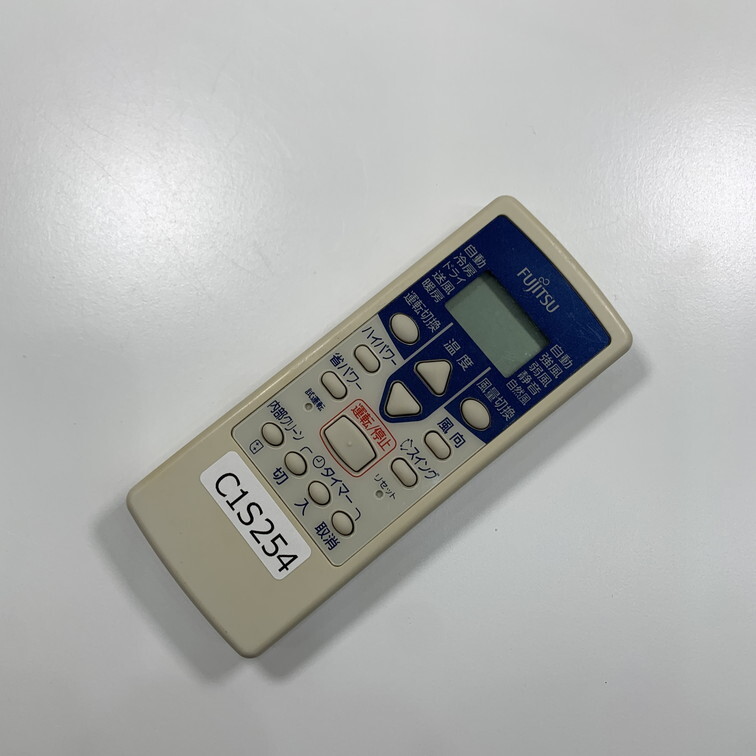 FUJITSU
自動
冷房
ドライ
送風
暖房
運転切換
自動
強風
弱風
静音
自然風
風量切換
温度
ハイパワー
省パワー
試運転
運転/停止
風向
スイング
リセット
内部クリーン
タイマー
切
入
取消
C1S254